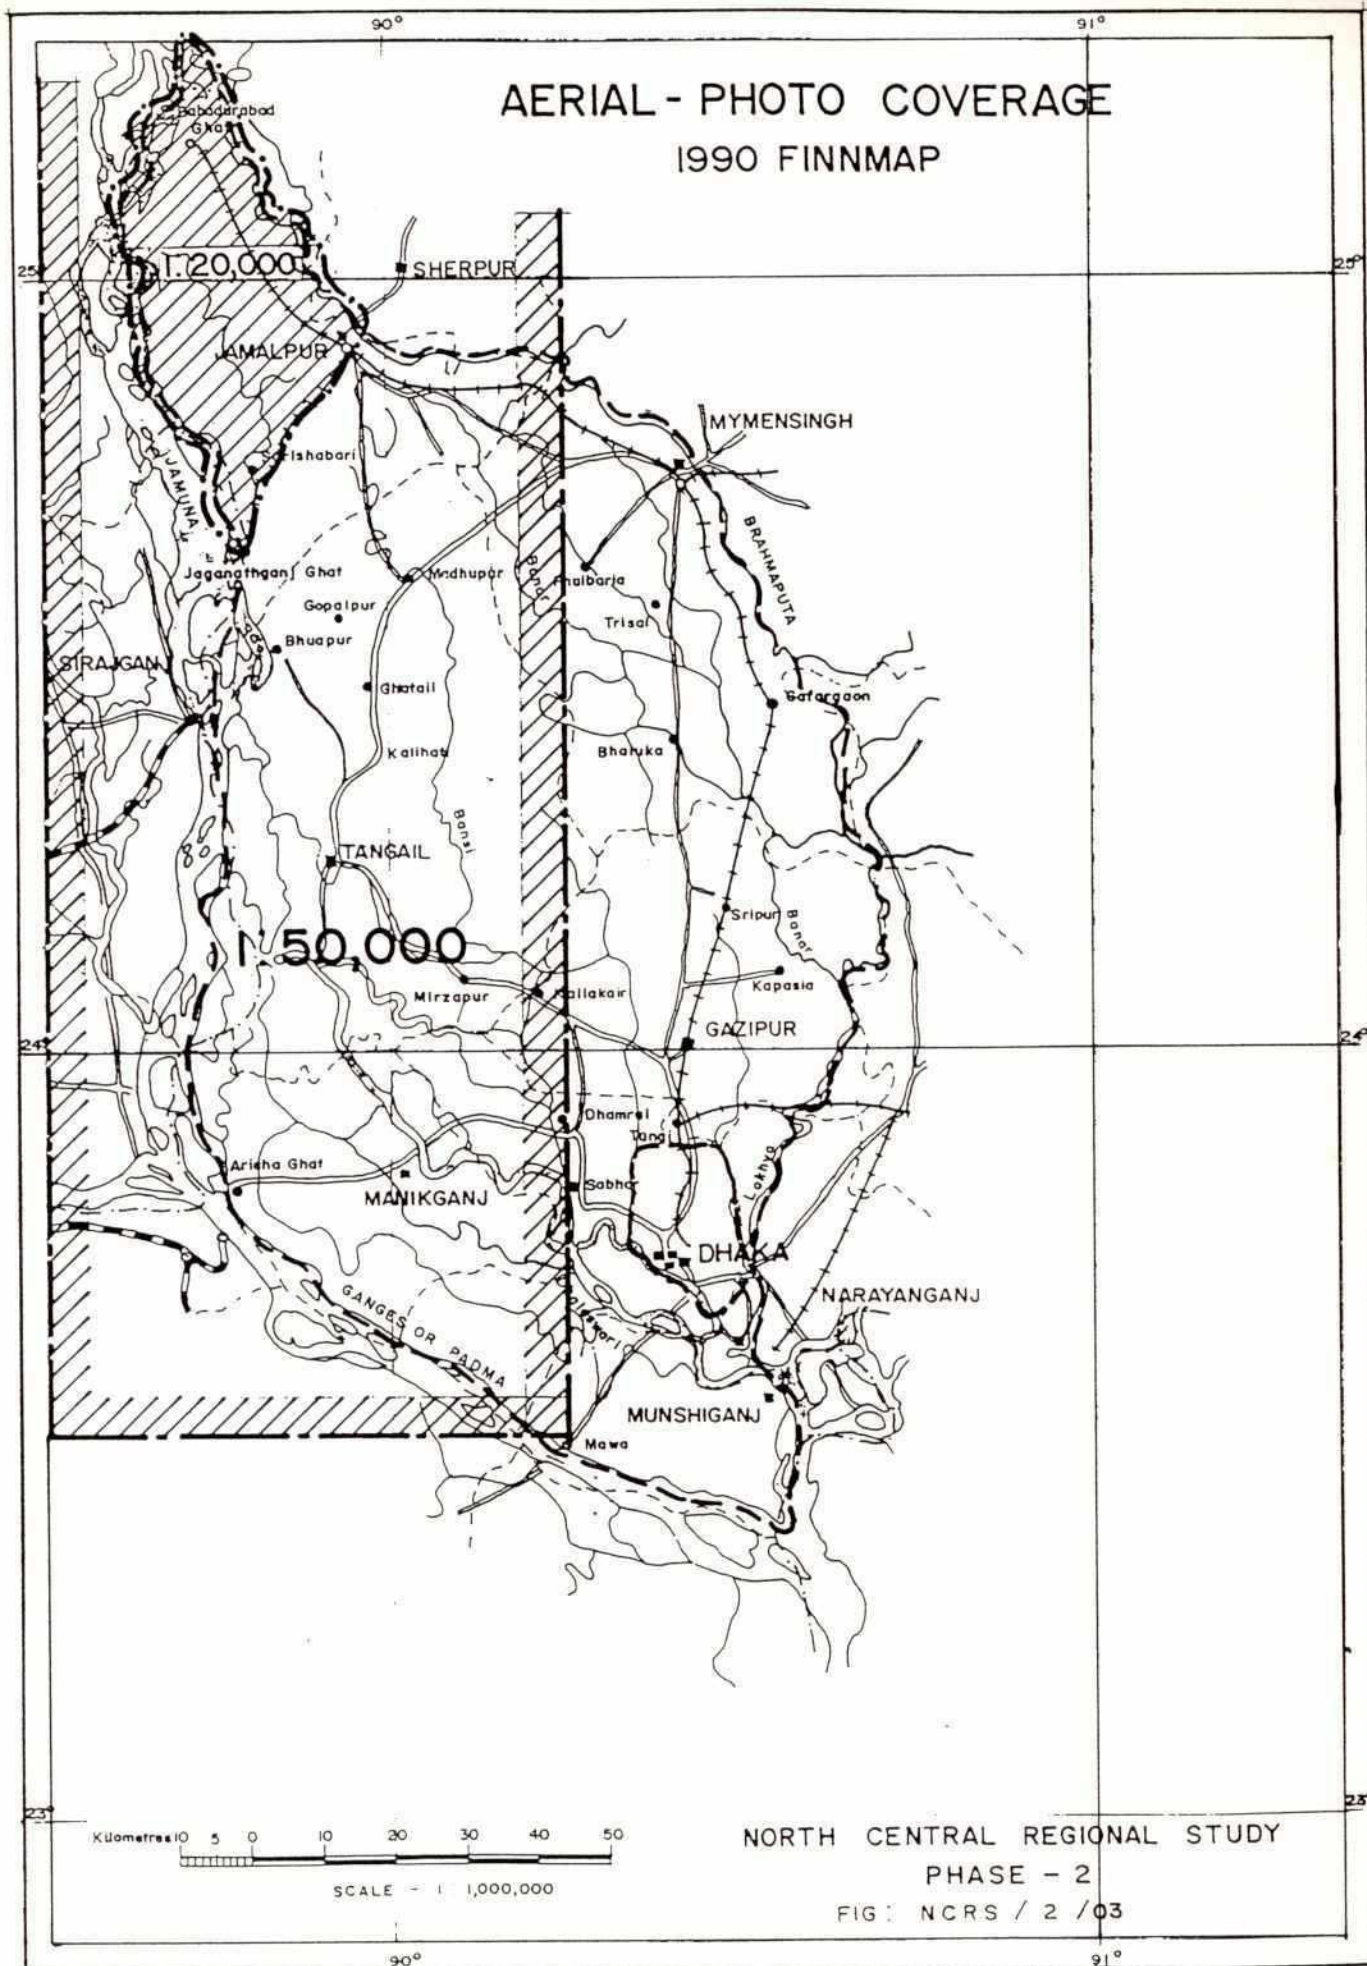 90° 91°
AERIAL - PHOTO COVERAGE
1990 FINNMAP
Bahadurabad
Ghat
1:20,000
25° 25°
SHERPUR
JAMALPUR
MYMENSINGH
Sarishabari
JAMUNA
BRAHMAPUTA
Jaganathganj Ghat
Madhupur
Banar
Phulbaria
Gopalpur
Trisal
Bhuapur
SIRAJGANJ
Ghatail
Gafargaon
Kalihati
Bhaluka
Bansi
TANGAIL
Sripur
Banar
1:50,000
Kapasia
Mirzapur
Kaliakair
GAZIPUR
24° 24°
Dhamrai
Tongi
Aricha Ghat
Lakhya
MANIKGANJ
Sabhar
DHAKA
NARAYANGANJ
GANGES OR PADMA
MUNSHIGANJ
Mawa
23° 23°
Kilometres 10 5 0 10 20 30 40 50
SCALE - 1 1,000,000
NORTH CENTRAL REGIONAL STUDY
PHASE - 2
FIG: NCRS / 2 /03
90° 91°